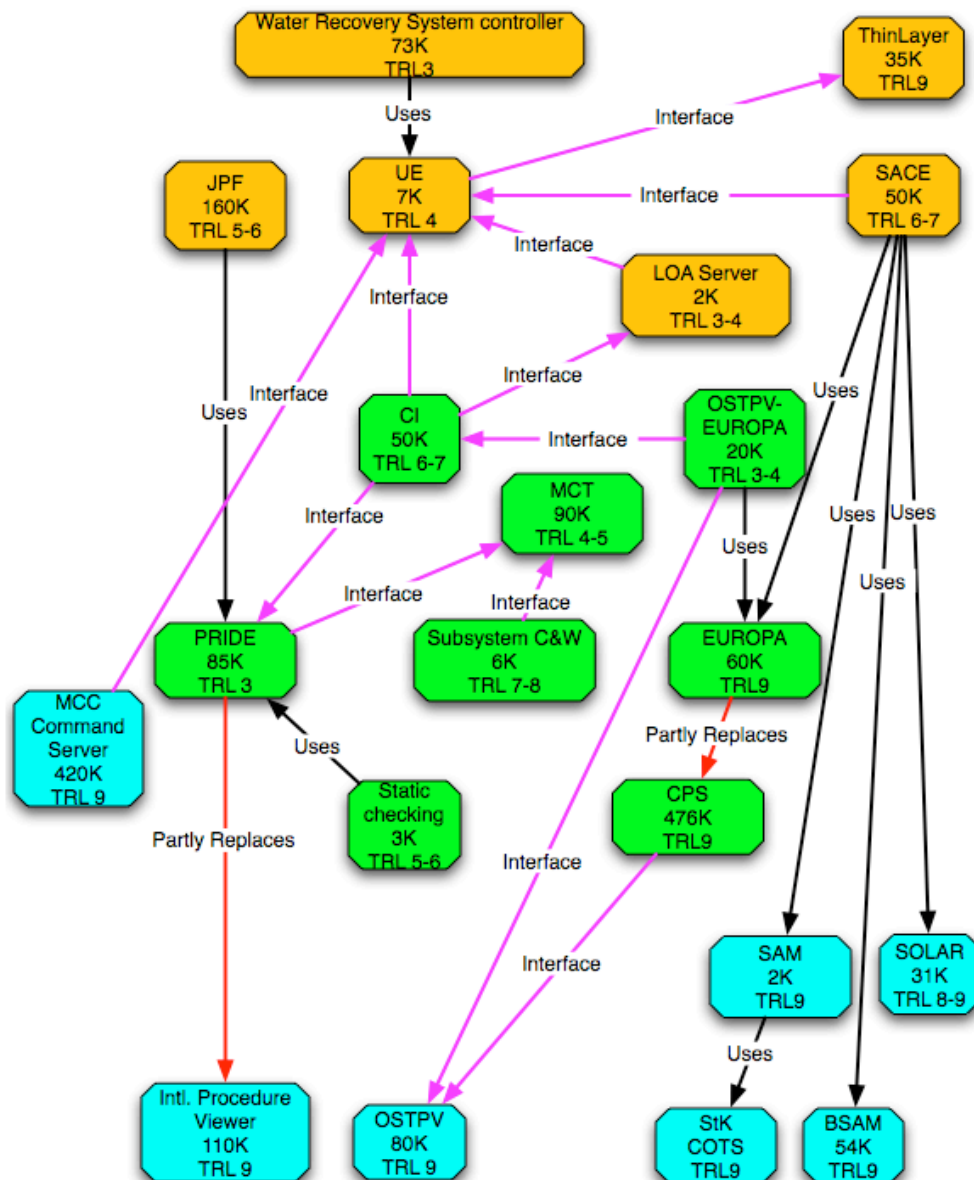 Water Recovery System controller
73K
TRL3
ThinLayer
35K
TRL9
Uses
Interface
JPF
160K
TRL 5-6
UE
7K
TRL 4
Interface
SACE
50K
TRL 6-7
Interface
LOA Server
2K
TRL 3-4
Interface
Interface
Interface
Uses
Uses
CI
50K
TRL 6-7
Interface
OSTPV-
EUROPA
20K
TRL 3-4
MCT
90K
TRL 4-5
Interface
Uses
Uses
Uses
Interface
Interface
PRIDE
85K
TRL 3
Subsystem C&W
6K
TRL 7-8
EUROPA
60K
TRL9
MCC
Command
Server
420K
TRL 9
Uses
Partly Replaces
Static
checking
3K
TRL 5-6
CPS
476K
TRL9
Partly Replaces
Interface
Interface
SAM
2K
TRL9
SOLAR
31K
TRL 8-9
Uses
Intl. Procedure
Viewer
110K
TRL 9
OSTPV
80K
TRL 9
StK
COTS
TRL9
BSAM
54K
TRL9